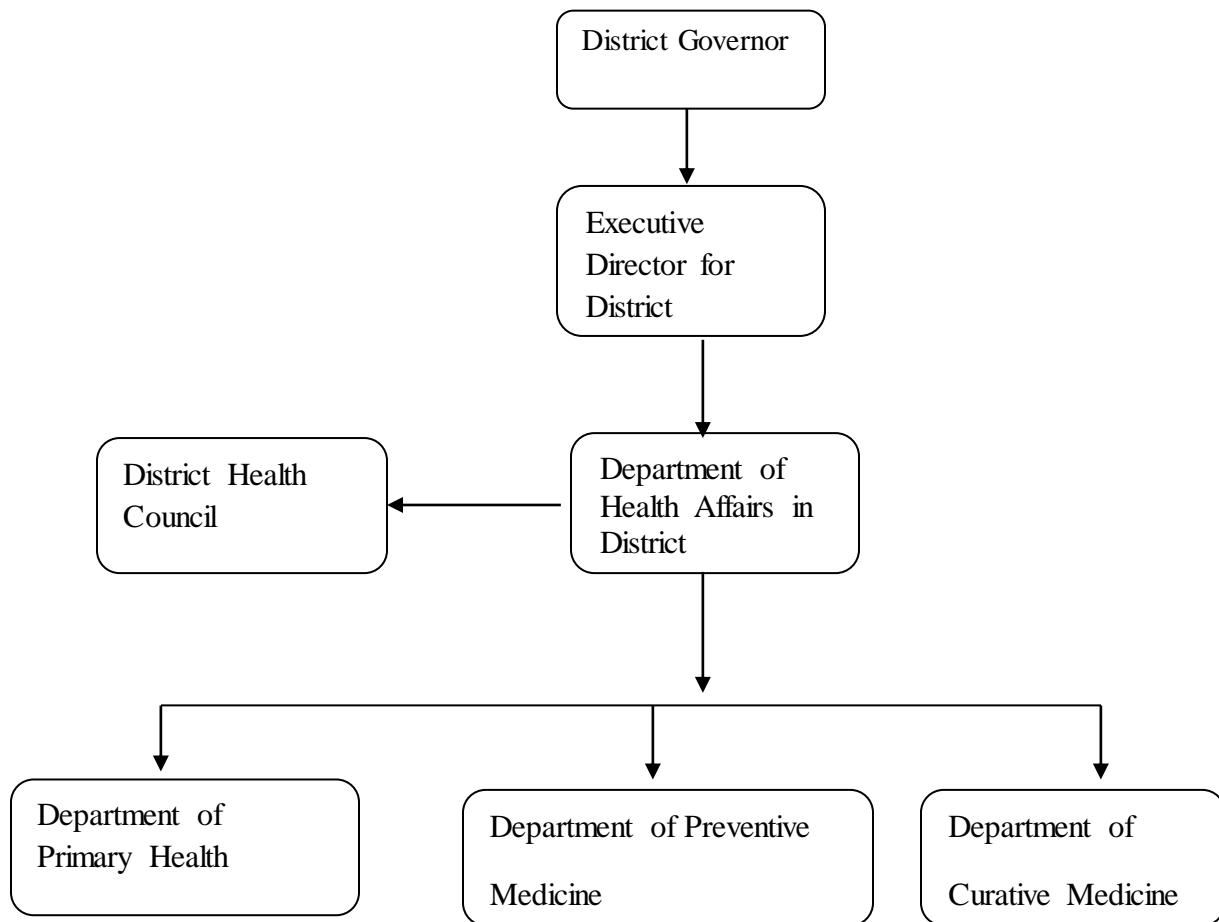 District Governor
Executive
Director for
District
District Health
Council
Department of
Health Affairs in
District
Department of
Primary Health
Department of Preventive
Medicine
Department of
Curative Medicine